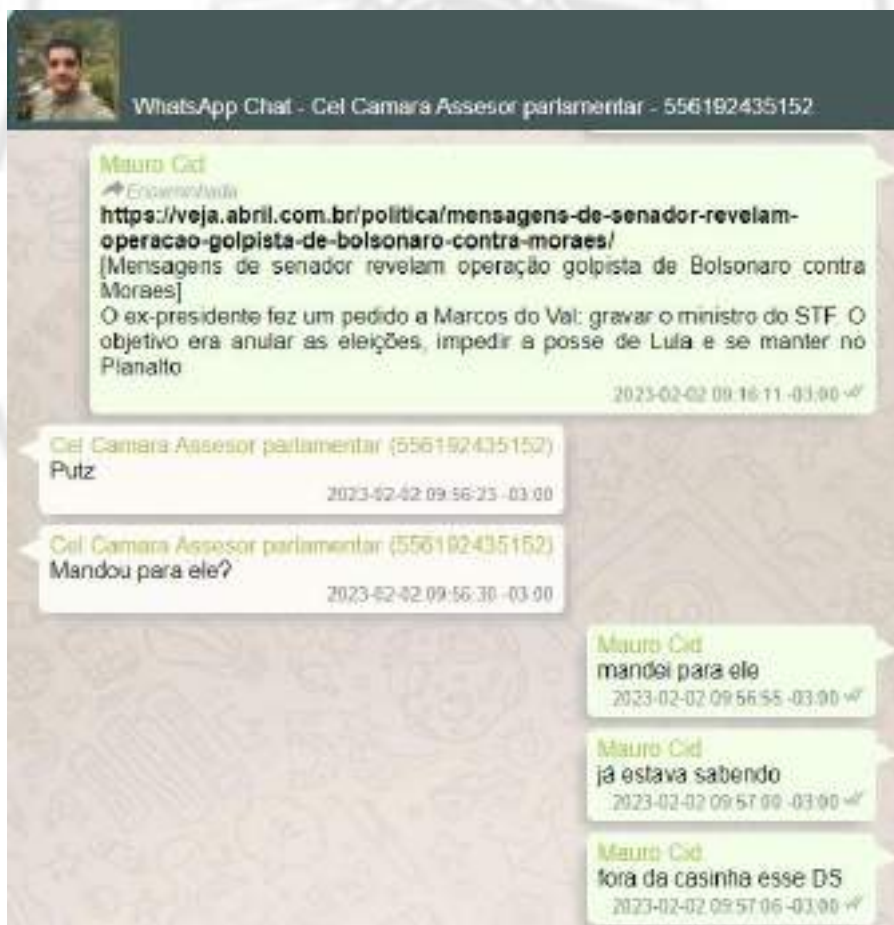 WhatsApp Chat - Cel Camara Assesor parlamentar - 556192435152
Mauro Cid
Encaminhada
https://veja.abril.com.br/politica/mensagens-de-senador-revelam-
operacao-golpista-de-bolsonaro-contra-moraes/
[Mensagens de senador revelam operação golpista de Bolsonaro contra
Moraes]
O ex-presidente fez um pedido a Marcos do Val: gravar o ministro do STF O
objetivo era anular as eleições, impedir a posse de Lula e se manter no
Planalto
2023-02-02 09:16:11 -03:00
Cel Camara Assesor parlamentar (556192435152)
Putz
2023-02-02 09:56:23 -03:00
Cel Camara Assesor parlamentar (556192435152)
Mandou para ele?
2023-02-02 09:56:30 -03:00
Mauro Cid
mandei para ele
2023-02-02 09:56:55 -03:00
Mauro Cid
já estava sabendo
2023-02-02 09:57:00 -03:00
Mauro Cid
fora da casinha esse DS
2023-02-02 09:57:06 -03:00